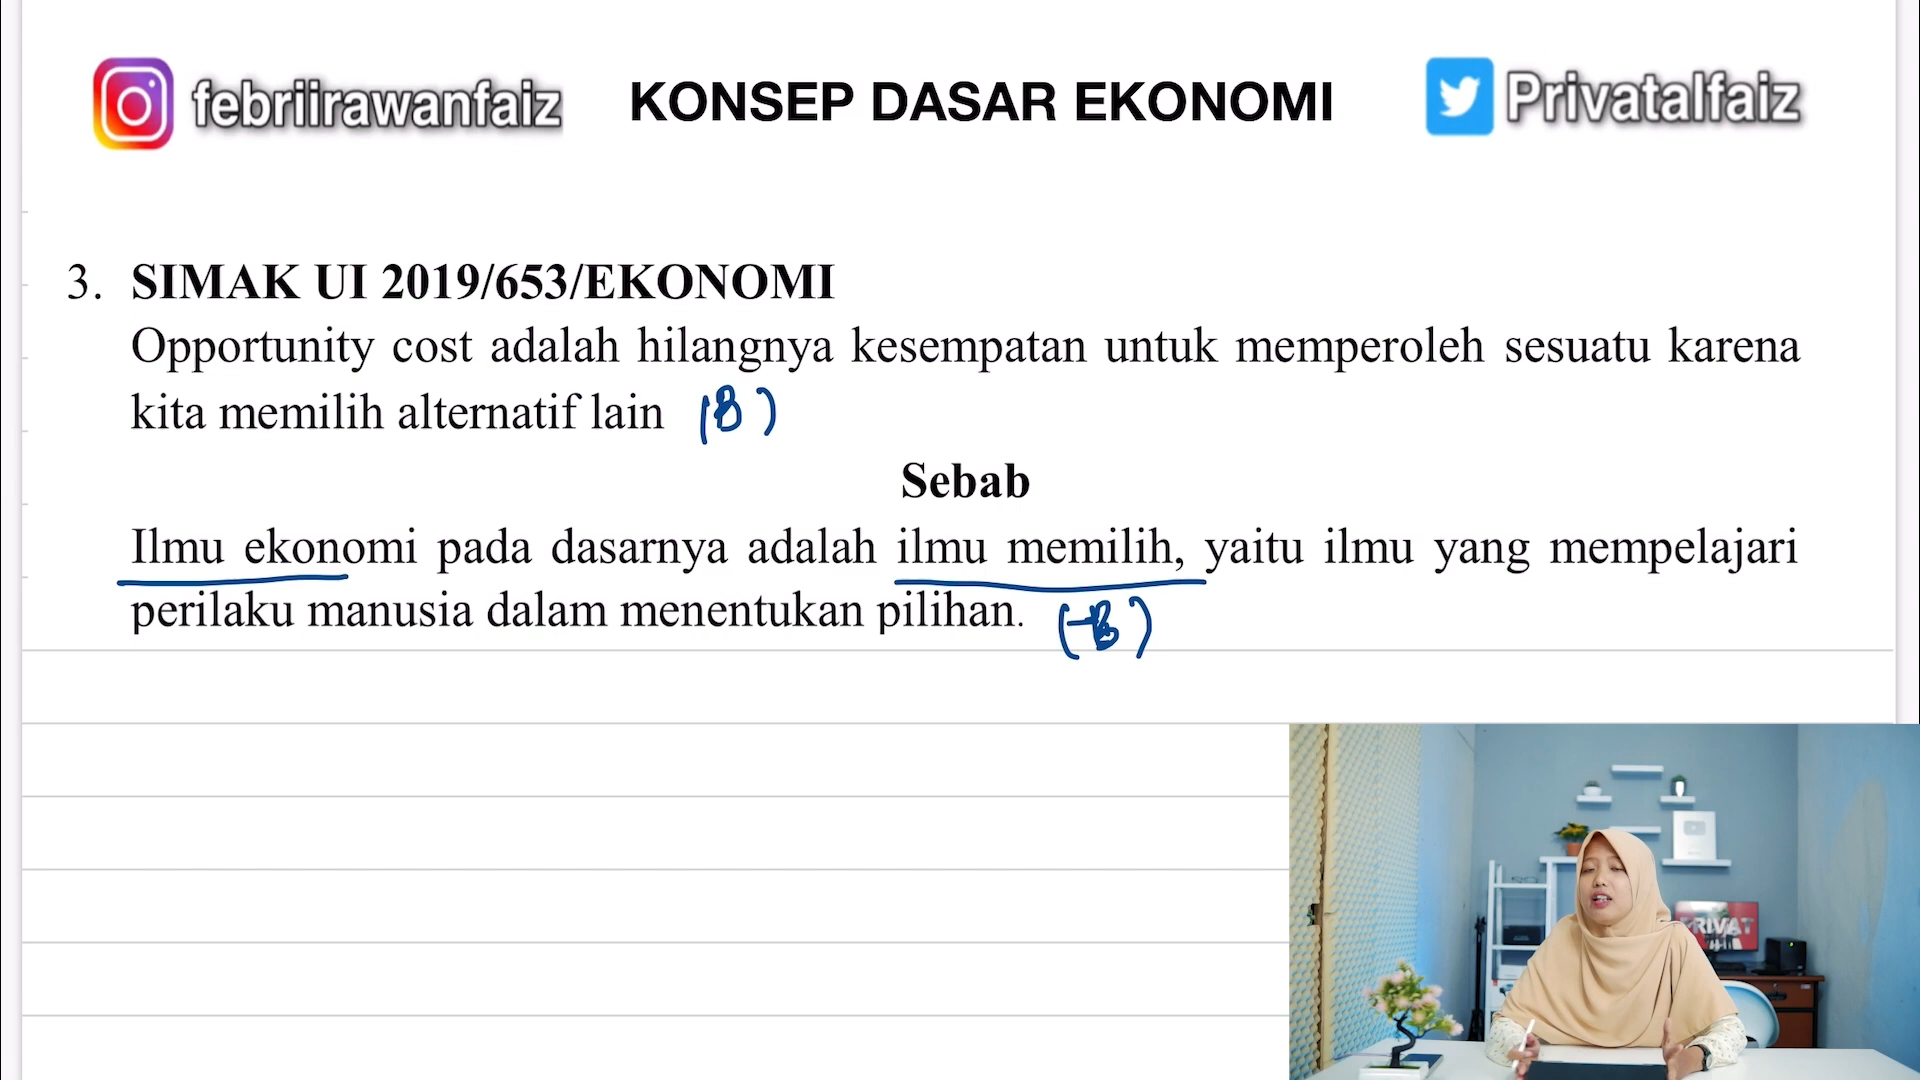 febriirawanfaiz
KONSEP DASAR EKONOMI
Privatalfaiz
3. SIMAK UI 2019/653/EKONOMI
Opportunity cost adalah hilangnya kesempatan untuk memperoleh sesuatu karena
kita memilih alternatif lain (B)
Sebab
Ilmu ekonomi pada dasarnya adalah ilmu memilih, yaitu ilmu yang mempelajari
perilaku manusia dalam menentukan pilihan. (B)
PRIVAT